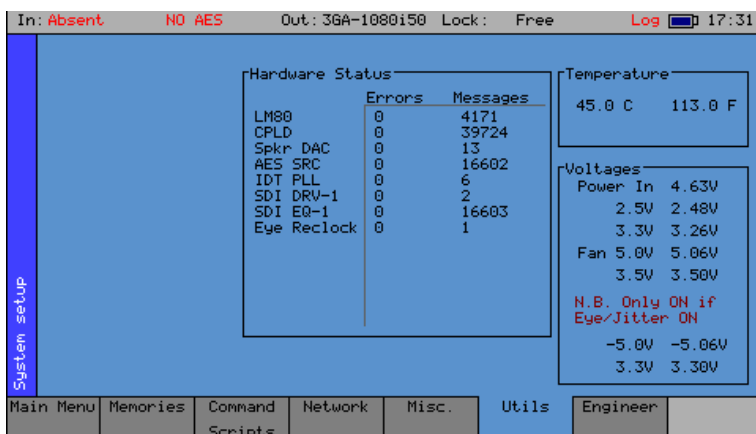 In: Absent NO AES Out: 3GA-1080i50 Lock: Free Log 17:31
Hardware Status
Errors Messages
LM80 0 4171
CPLD 0 39724
Spkr DAC 0 13
AES SRC 0 16602
IDT PLL 0 6
SDI DRV-1 0 2
SDI EQ-1 0 16603
Eye Reclock 0 1
Temperature
45.0 C 113.0 F
Voltages
Power In 4.63V
2.5V 2.48V
3.3V 3.26V
Fan 5.0V 5.06V
3.5V 3.50V
N.B. Only ON if
Eye/Jitter ON
-5.0V -5.06V
3.3V 3.30V
System setup
Main Menu Memories Command Network Misc. Utils Engineer
Scripts